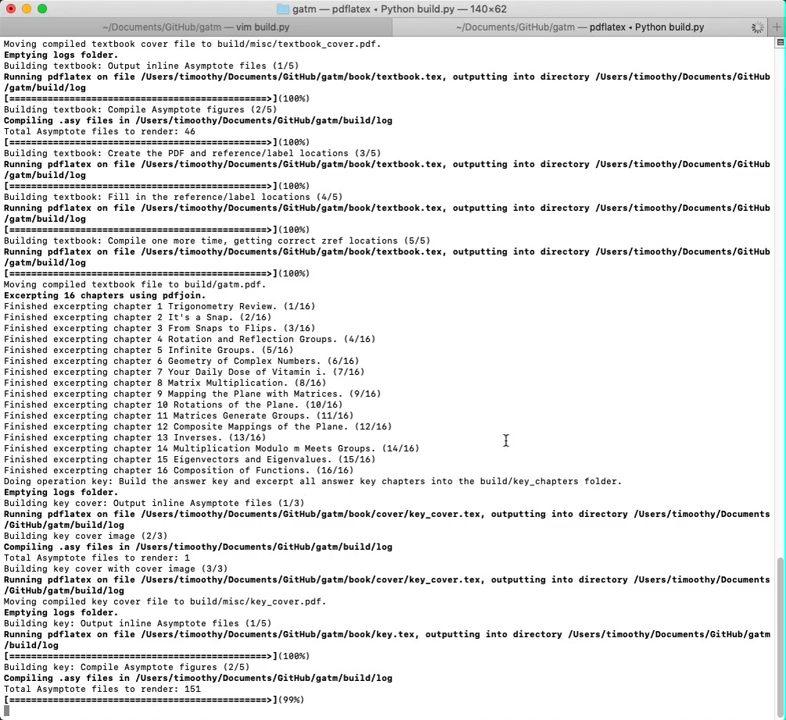 gatm — pdflatex • Python build.py — 140×62
~/Documents/GitHub/gatm — vim build.py
~/Documents/GitHub/gatm — pdflatex • Python build.py
Moving compiled textbook cover file to build/misc/textbook_cover.pdf.
Emptying logs folder.
Building textbook: Output inline Asymptote files (1/5)
Running pdflatex on file /Users/timoothy/Documents/GitHub/gatm/book/textbook.tex, outputting into directory /Users/timoothy/Documents/GitHub
/gatm/build/log
[===============================================>](100%)
Building textbook: Compile Asymptote figures (2/5)
Compiling .asy files in /Users/timoothy/Documents/GitHub/gatm/build/log
Total Asymptote files to render: 46
[===============================================>](100%)
Building textbook: Create the PDF and reference/label locations (3/5)
Running pdflatex on file /Users/timoothy/Documents/GitHub/gatm/book/textbook.tex, outputting into directory /Users/timoothy/Documents/GitHub
/gatm/build/log
[===============================================>](100%)
Building textbook: Fill in the reference/label locations (4/5)
Running pdflatex on file /Users/timoothy/Documents/GitHub/gatm/book/textbook.tex, outputting into directory /Users/timoothy/Documents/GitHub
/gatm/build/log
[===============================================>](100%)
Building textbook: Compile one more time, getting correct zref locations (5/5)
Running pdflatex on file /Users/timoothy/Documents/GitHub/gatm/book/textbook.tex, outputting into directory /Users/timoothy/Documents/GitHub
/gatm/build/log
[===============================================>](100%)
Moving compiled textbook file to build/gatm.pdf.
Excerpting 16 chapters using pdfjoin.
Finished excerpting chapter 1 Trigonometry Review. (1/16)
Finished excerpting chapter 2 It's a Snap. (2/16)
Finished excerpting chapter 3 From Snaps to Flips. (3/16)
Finished excerpting chapter 4 Rotation and Reflection Groups. (4/16)
Finished excerpting chapter 5 Infinite Groups. (5/16)
Finished excerpting chapter 6 Geometry of Complex Numbers. (6/16)
Finished excerpting chapter 7 Your Daily Dose of Vitamin i. (7/16)
Finished excerpting chapter 8 Matrix Multiplication. (8/16)
Finished excerpting chapter 9 Mapping the Plane with Matrices. (9/16)
Finished excerpting chapter 10 Rotations of the Plane. (10/16)
Finished excerpting chapter 11 Matrices Generate Groups. (11/16)
Finished excerpting chapter 12 Composite Mappings of the Plane. (12/16)
Finished excerpting chapter 13 Inverses. (13/16)
Finished excerpting chapter 14 Multiplication Modulo m Meets Groups. (14/16)
Finished excerpting chapter 15 Eigenvectors and Eigenvalues. (15/16)
Finished excerpting chapter 16 Composition of Functions. (16/16)
Doing operation key: Build the answer key and excerpt all answer key chapters into the build/key_chapters folder.
Emptying logs folder.
Building key cover: Output inline Asymptote files (1/3)
Running pdflatex on file /Users/timoothy/Documents/GitHub/gatm/book/cover/key_cover.tex, outputting into directory /Users/timoothy/Documents
/GitHub/gatm/build/log
Building key cover image (2/3)
Compiling .asy files in /Users/timoothy/Documents/GitHub/gatm/build/log
Total Asymptote files to render: 1
Building key cover with cover image (3/3)
Running pdflatex on file /Users/timoothy/Documents/GitHub/gatm/book/cover/key_cover.tex, outputting into directory /Users/timoothy/Documents
/GitHub/gatm/build/log
Moving compiled key cover file to build/misc/key_cover.pdf.
Emptying logs folder.
Building key: Output inline Asymptote files (1/5)
Running pdflatex on file /Users/timoothy/Documents/GitHub/gatm/book/key.tex, outputting into directory /Users/timoothy/Documents/GitHub/gatm
/build/log
[===============================================>](100%)
Building key: Compile Asymptote figures (2/5)
Compiling .asy files in /Users/timoothy/Documents/GitHub/gatm/build/log
Total Asymptote files to render: 151
[===============================================>](99%)